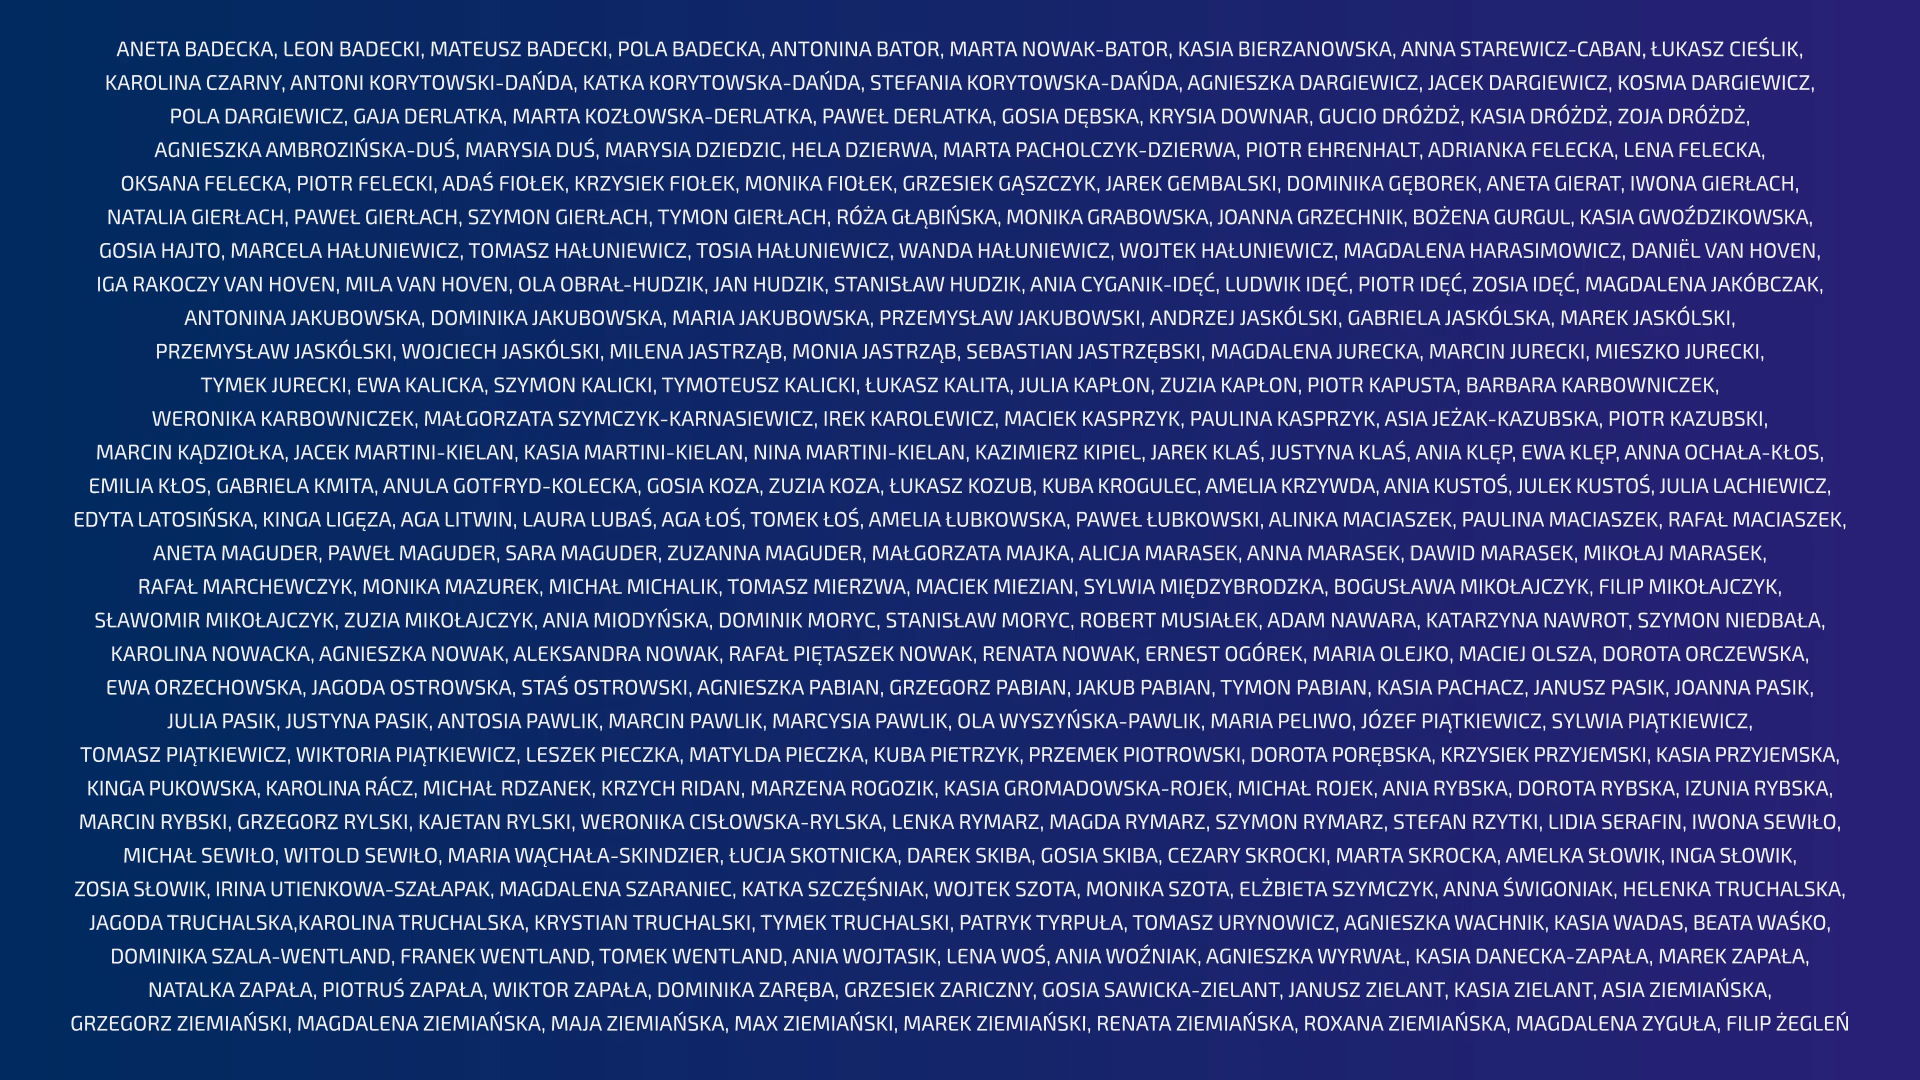 ANETA BADECKA, LEON BADECKI, MATEUSZ BADECKI, POLA BADECKA, ANTONINA BATOR, MARTA NOWAK-BATOR, KASIA BIERZANOWSKA, ANNA STAREWICZ-CABAN, ŁUKASZ CIEŚLIK,
KAROLINA CZARNY, ANTONI KORYTOWSKI-DAŃDA, KATKA KORYTOWSKA-DAŃDA, STEFANIA KORYTOWSKA-DAŃDA, AGNIESZKA DARGIEWICZ, JACEK DARGIEWICZ, KOSMA DARGIEWICZ,
POLA DARGIEWICZ, GAJA DERLATKA, MARTA KOZŁOWSKA-DERLATKA, PAWEŁ DERLATKA, GOSIA DĘBSKA, KRYSIA DOWNAR, GUCIO DRÓŻDŻ, KASIA DRÓŻDŻ, ZOJA DRÓŻDŻ,
AGNIESZKA AMBROZIŃSKA-DUŚ, MARYSIA DUŚ, MARYSIA DZIEDZIC, HELA DZIERWA, MARTA PACHOLCZYK-DZIERWA, PIOTR EHRENHALT, ADRIANKA FELECKA, LENA FELECKA,
OKSANA FELECKA, PIOTR FELECKI, ADAŚ FIOŁEK, KRZYSIEK FIOŁEK, MONIKA FIOŁEK, GRZESIEK GĄSZCZYK, JAREK GEMBALSKI, DOMINIKA GĘBOREK, ANETA GIERAT, IWONA GIERŁACH,
NATALIA GIERŁACH, PAWEŁ GIERŁACH, SZYMON GIERŁACH, TYMON GIERŁACH, RÓŻA GŁĄBIŃSKA, MONIKA GRABOWSKA, JOANNA GRZECHNIK, BOŻENA GURGUL, KASIA GWOŹDZIKOWSKA,
GOSIA HAJTO, MARCELA HAŁUNIEWICZ, TOMASZ HAŁUNIEWICZ, TOSIA HAŁUNIEWICZ, WANDA HAŁUNIEWICZ, WOJTEK HAŁUNIEWICZ, MAGDALENA HARASIMOWICZ, DANIËL VAN HOVEN,
IGA RAKOCZY VAN HOVEN, MILA VAN HOVEN, OLA OBRAŁ-HUDZIK, JAN HUDZIK, STANISŁAW HUDZIK, ANIA CYGANIK-IDĘĆ, LUDWIK IDĘĆ, PIOTR IDĘĆ, ZOSIA IDĘĆ, MAGDALENA JAKÓBCZAK,
ANTONINA JAKUBOWSKA, DOMINIKA JAKUBOWSKA, MARIA JAKUBOWSKA, PRZEMYSŁAW JAKUBOWSKI, ANDRZEJ JASKÓLSKI, GABRIELA JASKÓLSKA, MAREK JASKÓLSKI,
PRZEMYSŁAW JASKÓLSKI, WOJCIECH JASKÓLSKI, MILENA JASTRZĄB, MONIA JASTRZĄB, SEBASTIAN JASTRZĘBSKI, MAGDALENA JURECKA, MARCIN JURECKI, MIESZKO JURECKI,
TYMEK JURECKI, EWA KALICKA, SZYMON KALICKI, TYMOTEUSZ KALICKI, ŁUKASZ KALITA, JULIA KAPŁON, ZUZIA KAPŁON, PIOTR KAPUSTA, BARBARA KARBOWNICZEK,
WERONIKA KARBOWNICZEK, MAŁGORZATA SZYMCZYK-KARNASIEWICZ, IREK KAROLEWICZ, MACIEK KASPRZYK, PAULINA KASPRZYK, ASIA JEŻAK-KAZUBSKA, PIOTR KAZUBSKI,
MARCIN KĄDZIOŁKA, JACEK MARTINI-KIELAN, KASIA MARTINI-KIELAN, NINA MARTINI-KIELAN, KAZIMIERZ KIPIEL, JAREK KLAŚ, JUSTYNA KLAŚ, ANIA KLĘP, EWA KLĘP, ANNA OCHAŁA-KŁOS,
EMILIA KŁOS, GABRIELA KMITA, ANULA GOTFRYD-KOLECKA, GOSIA KOZA, ZUZIA KOZA, ŁUKASZ KOZUB, KUBA KROGULEC, AMELIA KRZYWDA, ANIA KUSTOŚ, JULEK KUSTOŚ, JULIA LACHIEWICZ,
EDYTA LATOSIŃSKA, KINGA LIGĘZA, AGA LITWIN, LAURA LUBAŚ, AGA ŁOŚ, TOMEK ŁOŚ, AMELIA ŁUBKOWSKA, PAWEŁ ŁUBKOWSKI, ALINKA MACIASZEK, PAULINA MACIASZEK, RAFAŁ MACIASZEK,
ANETA MAGUDER, PAWEŁ MAGUDER, SARA MAGUDER, ZUZANNA MAGUDER, MAŁGORZATA MAJKA, ALICJA MARASEK, ANNA MARASEK, DAWID MARASEK, MIKOŁAJ MARASEK,
RAFAŁ MARCHEWCZYK, MONIKA MAZUREK, MICHAŁ MICHALIK, TOMASZ MIERZWA, MACIEK MIEZIAN, SYLWIA MIĘDZYBRODZKA, BOGUSŁAWA MIKOŁAJCZYK, FILIP MIKOŁAJCZYK,
SŁAWOMIR MIKOŁAJCZYK, ZUZIA MIKOŁAJCZYK, ANIA MIODYŃSKA, DOMINIK MORYC, STANISŁAW MORYC, ROBERT MUSIAŁEK, ADAM NAWARA, KATARZYNA NAWROT, SZYMON NIEDBAŁA,
KAROLINA NOWACKA, AGNIESZKA NOWAK, ALEKSANDRA NOWAK, RAFAŁ PIĘTASZEK NOWAK, RENATA NOWAK, ERNEST OGÓREK, MARIA OLEJKO, MACIEJ OLSZA, DOROTA ORCZEWSKA,
EWA ORZECHOWSKA, JAGODA OSTROWSKA, STAŚ OSTROWSKI, AGNIESZKA PABIAN, GRZEGORZ PABIAN, JAKUB PABIAN, TYMON PABIAN, KASIA PACHACZ, JANUSZ PASIK, JOANNA PASIK,
JULIA PASIK, JUSTYNA PASIK, ANTOSIA PAWLIK, MARCIN PAWLIK, MARCYSIA PAWLIK, OLA WYSZYŃSKA-PAWLIK, MARIA PELIWO, JÓZEF PIĄTKIEWICZ, SYLWIA PIĄTKIEWICZ,
TOMASZ PIĄTKIEWICZ, WIKTORIA PIĄTKIEWICZ, LESZEK PIECZKA, MATYLDA PIECZKA, KUBA PIETRZYK, PRZEMEK PIOTROWSKI, DOROTA PORĘBSKA, KRZYSIEK PRZYJEMSKI, KASIA PRZYJEMSKA,
KINGA PUKOWSKA, KAROLINA RÁCZ, MICHAŁ RDZANEK, KRZYCH RIDAN, MARZENA ROGOZIK, KASIA GROMADOWSKA-ROJEK, MICHAŁ ROJEK, ANIA RYBSKA, DOROTA RYBSKA, IZUNIA RYBSKA,
MARCIN RYBSKI, GRZEGORZ RYLSKI, KAJETAN RYLSKI, WERONIKA CISŁOWSKA-RYLSKA, LENKA RYMARZ, MAGDA RYMARZ, SZYMON RYMARZ, STEFAN RZYTKI, LIDIA SERAFIN, IWONA SEWIŁO,
MICHAŁ SEWIŁO, WITOLD SEWIŁO, MARIA WĄCHAŁA-SKINDZIER, ŁUCJA SKOTNICKA, DAREK SKIBA, GOSIA SKIBA, CEZARY SKROCKI, MARTA SKROCKA, AMELKA SŁOWIK, INGA SŁOWIK,
ZOSIA SŁOWIK, IRINA UTIENKOWA-SZAŁAPAK, MAGDALENA SZARANIEC, KATKA SZCZĘŚNIAK, WOJTEK SZOTA, MONIKA SZOTA, ELŻBIETA SZYMCZYK, ANNA ŚWIGONIAK, HELENKA TRUCHALSKA,
JAGODA TRUCHALSKA,KAROLINA TRUCHALSKA, KRYSTIAN TRUCHALSKI, TYMEK TRUCHALSKI, PATRYK TYRPUŁA, TOMASZ URYNOWICZ, AGNIESZKA WACHNIK, KASIA WADAS, BEATA WAŚKO,
DOMINIKA SZALA-WENTLAND, FRANEK WENTLAND, TOMEK WENTLAND, ANIA WOJTASIK, LENA WOŚ, ANIA WOŹNIAK, AGNIESZKA WYRWAŁ, KASIA DANECKA-ZAPAŁA, MAREK ZAPAŁA,
NATALKA ZAPAŁA, PIOTRUŚ ZAPAŁA, WIKTOR ZAPAŁA, DOMINIKA ZARĘBA, GRZESIEK ZARICZNY, GOSIA SAWICKA-ZIELANT, JANUSZ ZIELANT, KASIA ZIELANT, ASIA ZIEMIAŃSKA,
GRZEGORZ ZIEMIAŃSKI, MAGDALENA ZIEMIAŃSKA, MAJA ZIEMIAŃSKA, MAX ZIEMIAŃSKI, MAREK ZIEMIAŃSKI, RENATA ZIEMIAŃSKA, ROXANA ZIEMIAŃSKA, MAGDALENA ZYGUŁA, FILIP ŻEGLEŃ